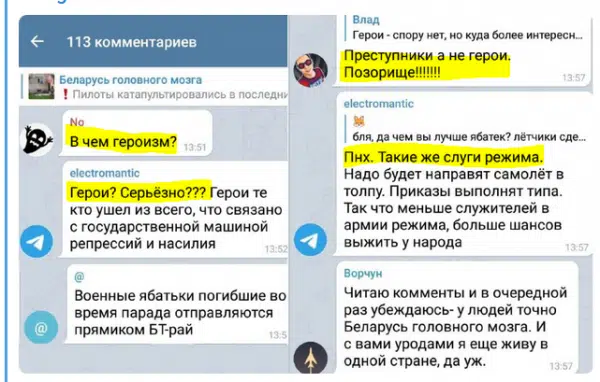 113 комментариев
Беларусь головного мозга
❗ Пилоты катапультировались в последни
No
В чем героизм?
13:51
electromantic
Герои? Серьёзно??? Герои те
кто ушел из всего, что связано
с государственной машиной
репрессий и насилия
13:52
@
Военные ябатьки погибшие во
время парада отправляются
прямиком БТ-рай
13:5
@
Влад
Герои - спору нет, но куда более интересн...
Преступники а не герои.
Позорище!!!!!!!
13:57
electromantic
🦊
бля, да чем вы лучше ябатек? лётчики сде...
Пнх. Такие же слуги режима.
Надо будет направят самолёт в
толпу. Приказы выполнят типа.
Так что меньше служителей в
армии режима, больше шансов
выжить у народа
13:57
Ворчун
Читаю комменты и в очередной
раз убеждаюсь- у людей точно
Беларусь головного мозга. И
с вами уродами я еще живу в
одной стране, да уж.
13:57